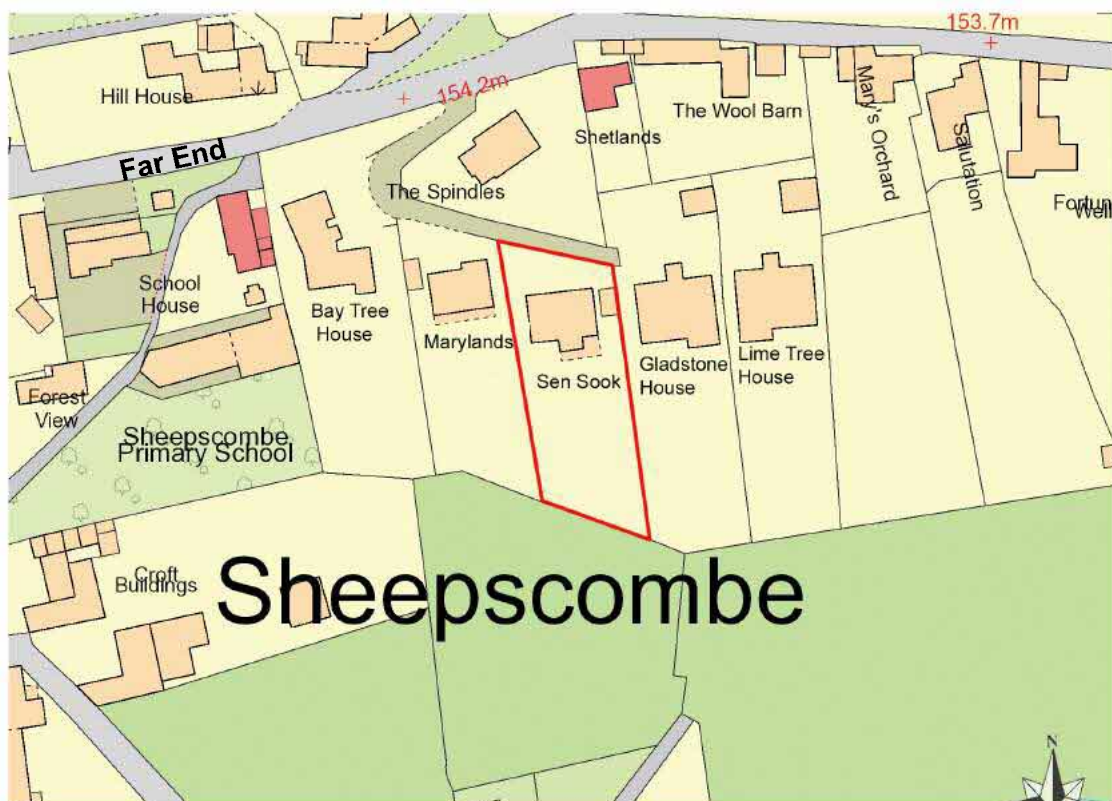 153.7m
154.2m
Hill House
The Wool Barn
Mary's Orchard
Shetlands
Far End
Salutation
The Spindles
School
House
Bay Tree
House
Marylands
Gladstone
House
Lime Tree
House
Sen Sook
Forest
View
Sheepscombe
Primary School
Croft
Buildings
Sheepscombe
N